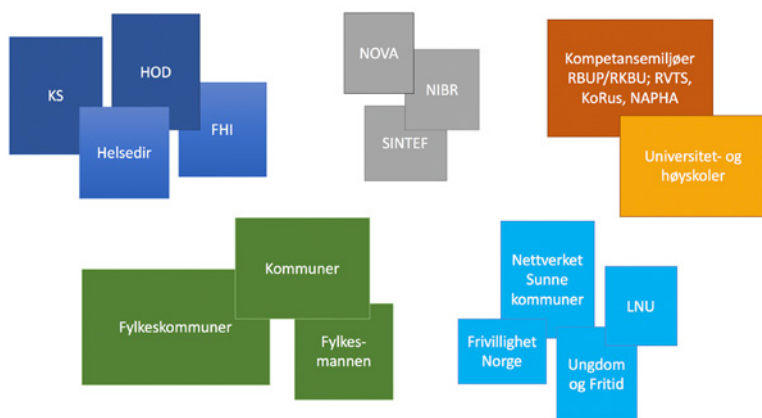 KS
HOD
Helsedir
FHI
NOVA
NIBR
SINTEF
Kompetansemiljøer
RBUP/RKBU; RVTS,
KoRus, NAPHA
Universitet- og
høyskoler
Fylkeskommuner
Kommuner
Fylkes-
mannen
Nettverket
Sunne
kommuner
LNU
Frivillighet
Norge
Ungdom
og Fritid